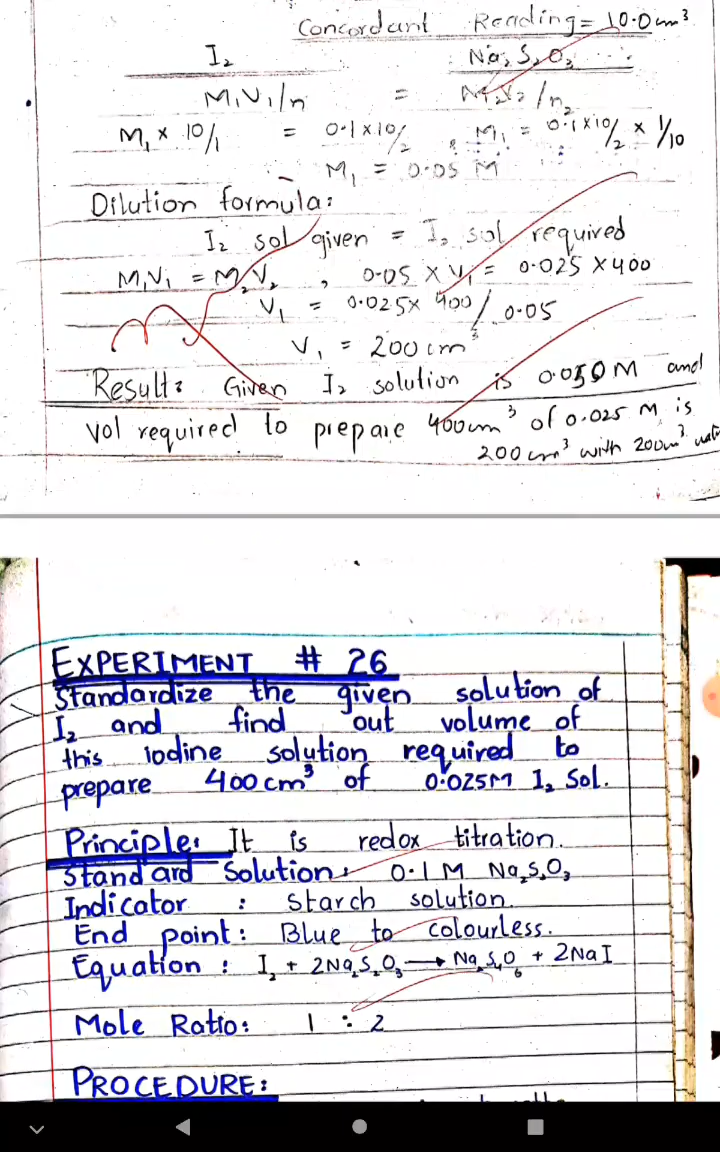 Concordant Reading = 10.0 cm³
I₂ Na₂S₂O₃
M₁V₁/n = M₂V₂/n₂
M₁ × 10/1 = 0.1×10/2 , M₁ = 0.1×10/2 × 1/10
M₁ = 0.05 M
Dilution formula:
I₂ sol given = I₂ sol required
M₁V₁ = M₂V₂ , 0.05 × V₁ = 0.025 × 400
V₁ = 0.025× 400 / 0.05
V₁ = 200 cm³
Result: Given I₂ solution is 0.050 M and
vol required to prepare 400cm³ of 0.025 M is
200 cm³ with 200cm³
EXPERIMENT # 26
Standardize the given solution of
I₂ and find out volume of
this iodine solution required to
prepare 400 cm³ of 0.025M I₂ Sol.
Principle: It is redox titration.
Standard Solution: 0.1 M Na₂S₂O₃
Indicator : Starch solution.
End point: Blue to colourless.
Equation : I₂ + 2Na₂S₂O₃ → Na₂S₄O₆ + 2NaI
Mole Ratio: 1 : 2
PROCEDURE: